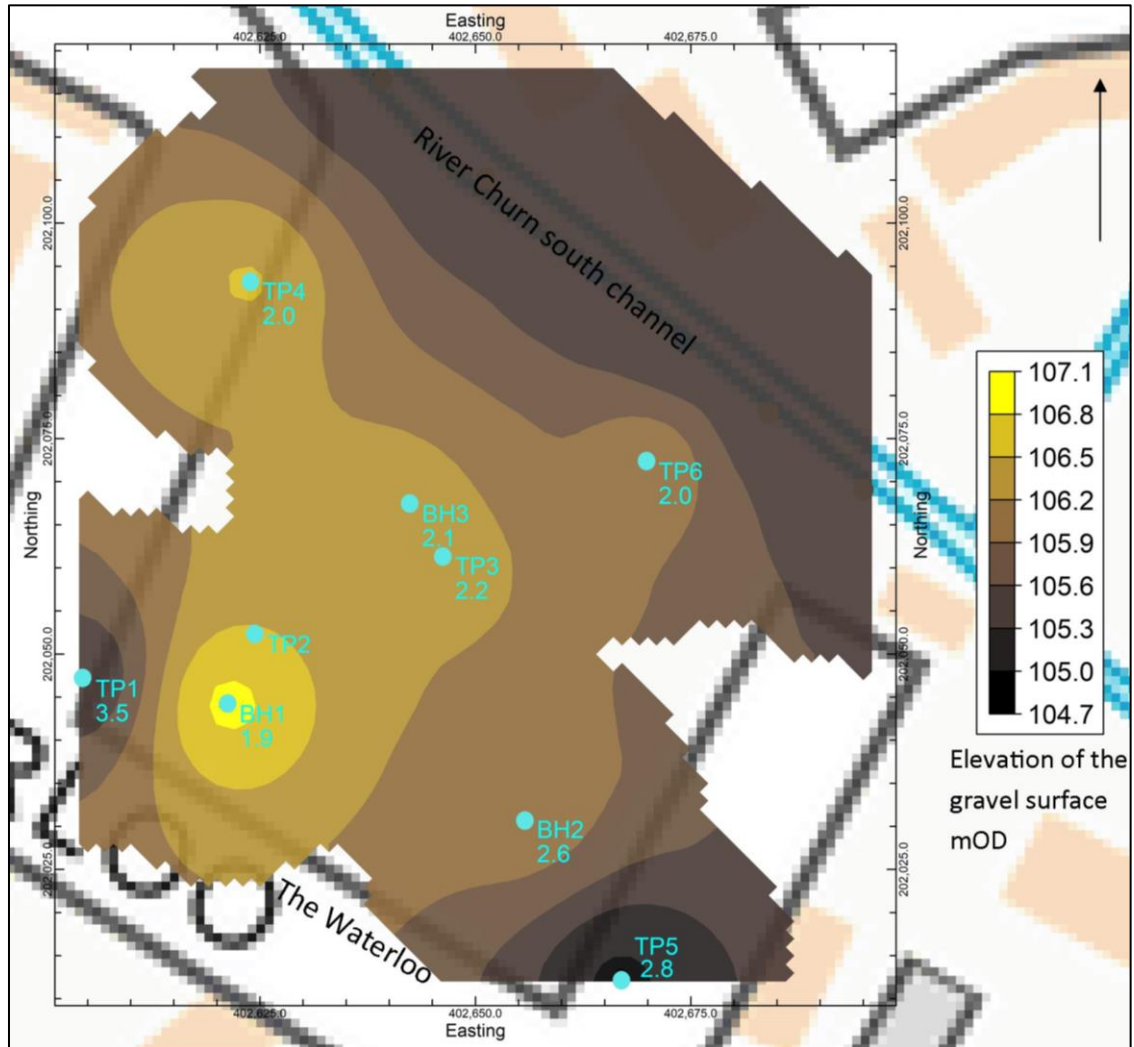 Easting
402,625.0 402,650.0 402,675.0
River Churn south channel
202,100.0 202,100.0
TP4
2.0
107.1
106.8
106.5
106.2
105.9
105.6
105.3
105.0
104.7
202,075.0 202,075.0
TP6
2.0
BH3
2.1
Northing Northing
TP3
2.2
TP2
202,050.0 202,050.0
TP1
3.5
BH1
1.9
Elevation of the
gravel surface
mOD
BH2
2.6
202,025.0 202,025.0
The Waterloo
TP5
2.8
402,625.0 402,650.0 402,675.0
Easting